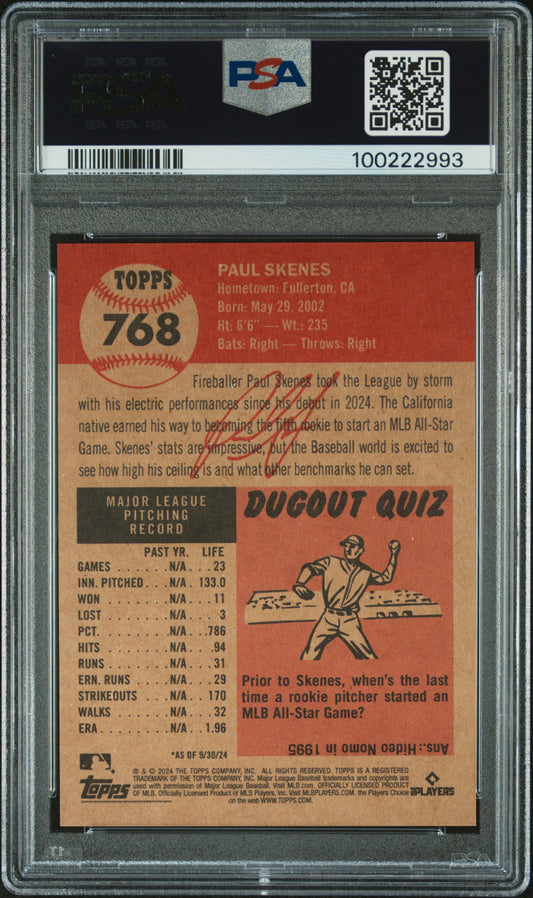 PSA PSA PSA
PSA
PSA
PSA PSA PSA
100222993
TOPPS
768
PAUL SKENES
Hometown: Fullerton, CA
Born: May 29, 2002
Ht: 6'6" — Wt.: 235
Bats: Right — Throws: Right
Fireballer Paul Skenes took the League by storm
with his electric performances since his debut in 2024. The California
native earned his way to becoming the fifth rookie to start an MLB All-Star
Game. Skenes' stats are impressive, but the Baseball world is excited to
see how high his ceiling is and what other benchmarks he can set.
MAJOR LEAGUE
PITCHING
RECORD
PAST YR. LIFE
GAMES . . . . . . .N/A . . . 23
INN. PITCHED. . .N/A . 133.0
WON . . . . . . .N/A . . . 11
LOST . . . . . . .N/A . . . . 3
PCT. . . . . . . .N/A . . .786
HITS . . . . . . .N/A . . . .94
RUNS . . . . . . .N/A . . . 31
ERN. RUNS . . . .N/A . . . 29
STRIKEOUTS . . .N/A . . 170
WALKS . . . . . .N/A . . . 32
ERA . . . . . . . .N/A . . 1.96
*AS OF 9/30/24
DUGOUT QUIZ
Prior to Skenes, when's the last
time a rookie pitcher started an
MLB All-Star Game?
Ans.: Hideo Nomo in 1995
Topps
® & © 2024 THE TOPPS COMPANY, INC. ALL RIGHTS RESERVED. TOPPS IS A REGISTERED
TRADEMARK OF THE TOPPS COMPANY, INC. Major League Baseball trademarks and copyrights are
used with permission of Major League Baseball. Visit MLB.com. OFFICIALLY LICENSED PRODUCT
OF MLB. Officially Licensed Product of MLB Players, Inc. Visit MLBPLAYERS.COM, the Players Choice
on the web WWW.TOPPS.COM.
PLAYERS
PSA